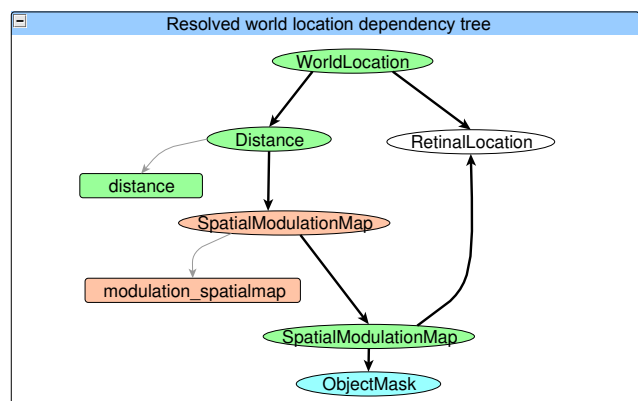 Resolved world location dependency tree
WorldLocation
Distance
RetinalLocation
distance
SpatialModulationMap
modulation_spatialmap
SpatialModulationMap
ObjectMask